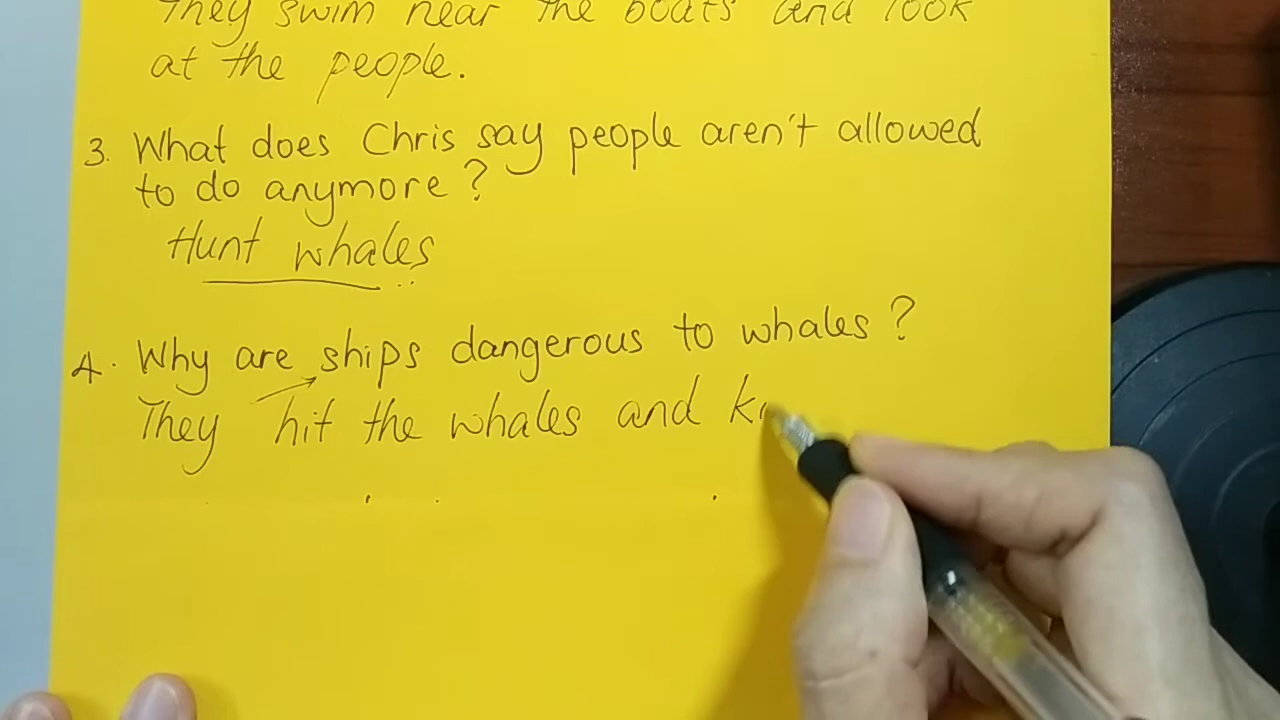 They swim near the boats and look
at the people.
3. What does Chris say people aren't allowed
to do anymore?
Hunt whales
4. Why are ships dangerous to whales?
They hit the whales and